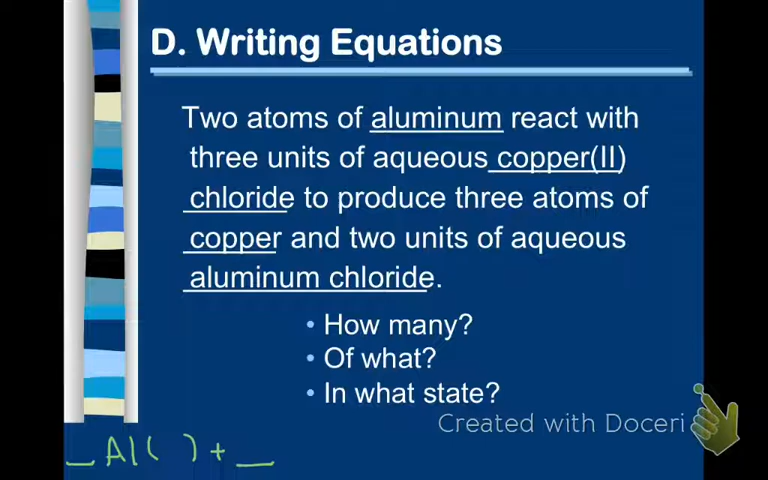 D. Writing Equations
Two atoms of aluminum react with
three units of aqueous copper(II)
chloride to produce three atoms of
copper and two units of aqueous
aluminum chloride.
• How many?
• Of what?
• In what state?
Created with Doceri
_ Al ( ) + _